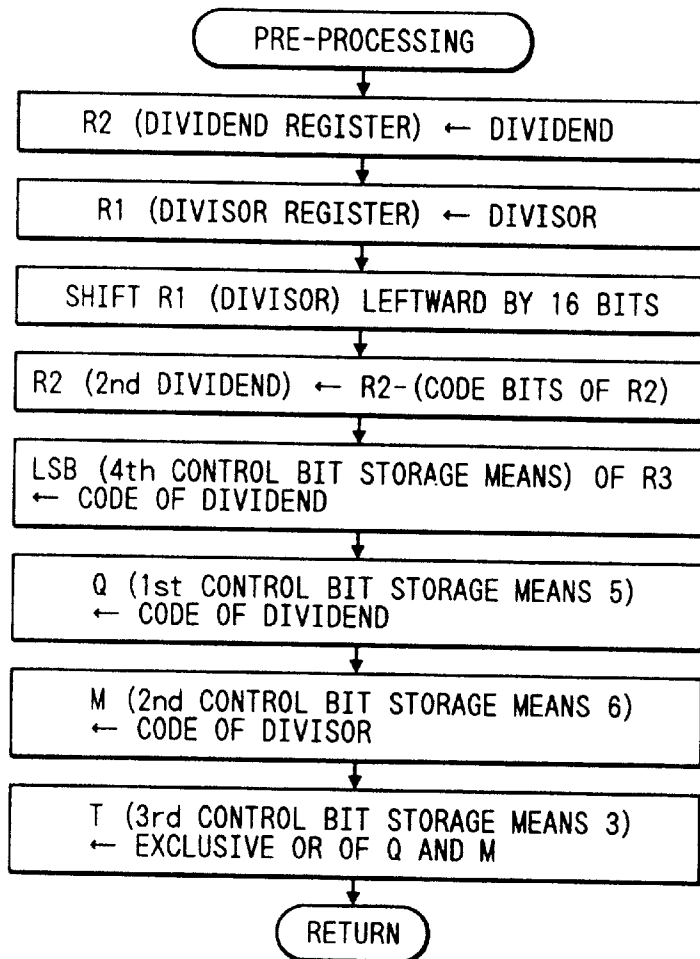 PRE-PROCESSING
R2 (DIVIDEND REGISTER) ← DIVIDEND
R1 (DIVISOR REGISTER) ← DIVISOR
SHIFT R1 (DIVISOR) LEFTWARD BY 16 BITS
R2 (2nd DIVIDEND) ← R2-(CODE BITS OF R2)
LSB (4th CONTROL BIT STORAGE MEANS) OF R3
← CODE OF DIVIDEND
Q (1st CONTROL BIT STORAGE MEANS 5)
← CODE OF DIVIDEND
M (2nd CONTROL BIT STORAGE MEANS 6)
← CODE OF DIVISOR
T (3rd CONTROL BIT STORAGE MEANS 3)
← EXCLUSIVE OR OF Q AND M
RETURN